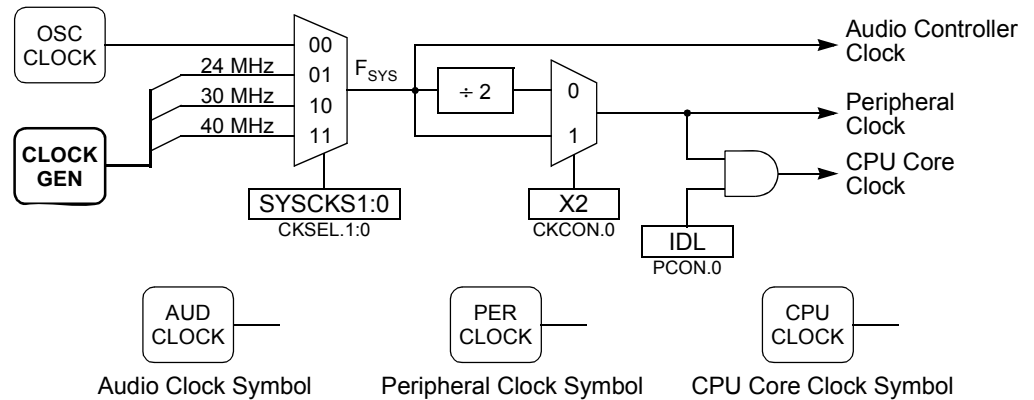 OSC
CLOCK
00
Audio Controller
Clock
24 MHz
01
F_SYS
30 MHz
10
÷ 2
0
Peripheral
Clock
40 MHz
11
1
CLOCK
GEN
CPU Core
Clock
SYSCKS1:0
CKSEL.1:0
X2
CKCON.0
IDL
PCON.0
AUD
CLOCK
PER
CLOCK
CPU
CLOCK
Audio Clock Symbol
Peripheral Clock Symbol
CPU Core Clock Symbol